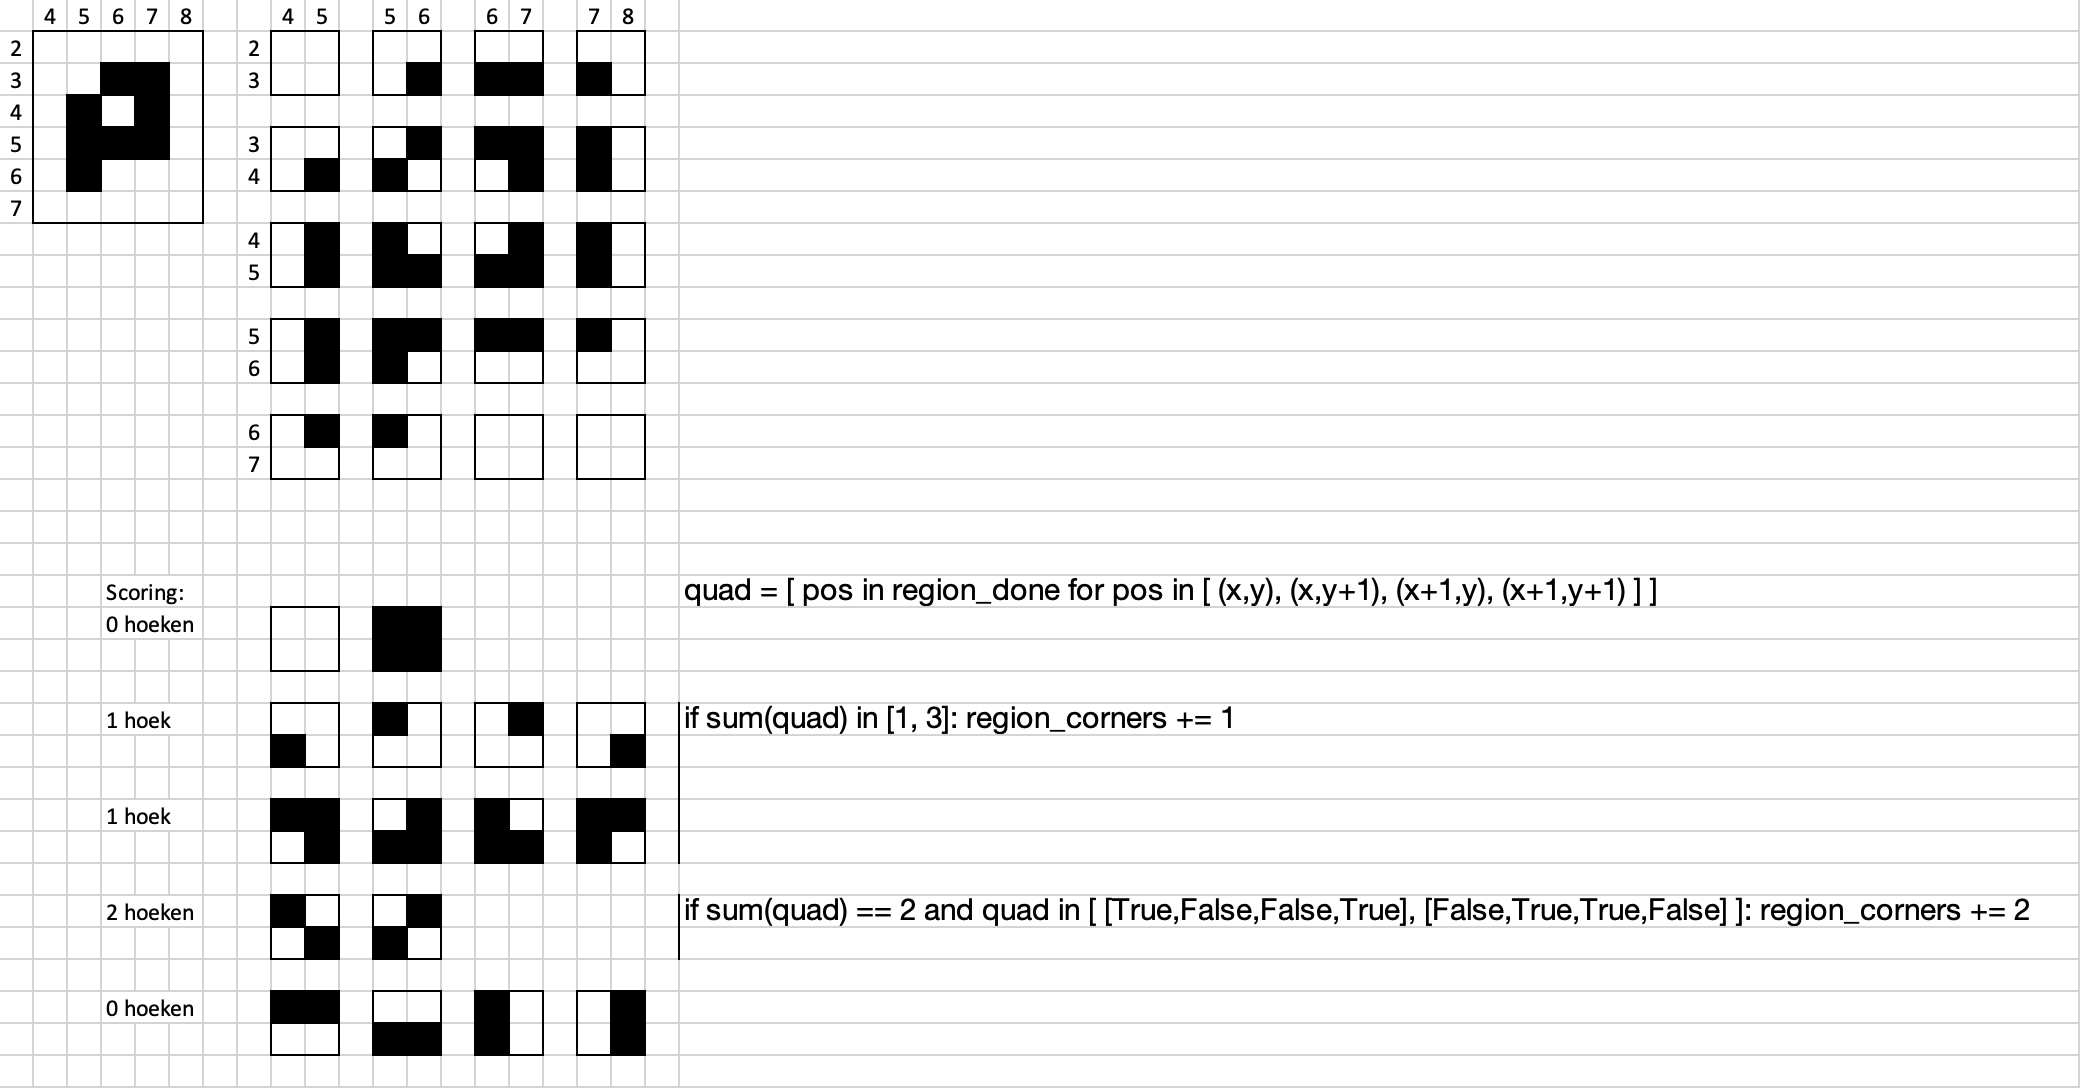 4 5 6 7 8 4 5 5 6 6 7 7 8
2 2
3 3
4
5 3
6 4
7
4
5
5
6
6
7
Scoring: quad = [ pos in region_done for pos in [ (x,y), (x,y+1), (x+1,y), (x+1,y+1) ] ]
0 hoeken
1 hoek if sum(quad) in [1, 3]: region_corners += 1
1 hoek
2 hoeken if sum(quad) == 2 and quad in [ [True,False,False,True], [False,True,True,False] ]: region_corners += 2
0 hoeken